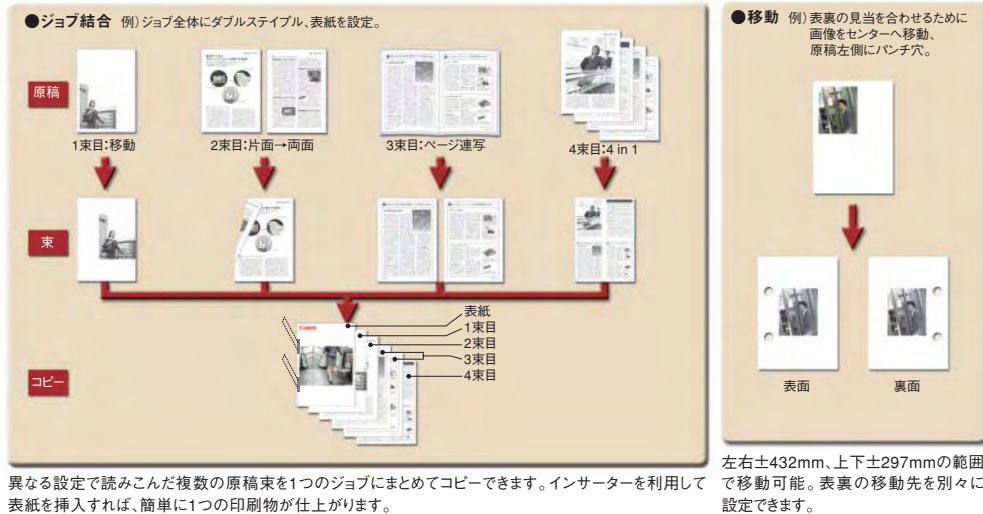 ●ジョブ結合 例)ジョブ全体にダブルステイプル、表紙を設定。
原稿
1束目:移動
2束目:片面→両面
3束目:ページ連写
4束目:4 in 1
束
コピー
Canon
表紙
1束目
2束目
3束目
4束目
異なる設定で読みこんだ複数の原稿束を1つのジョブにまとめてコピーできます。インサーターを利用して
表紙を挿入すれば、簡単に1つの印刷物が仕上がります。
●移動 例)表裏の見当を合わせるために
画像をセンターへ移動、
原稿左側にパンチ穴。
表面
裏面
左右±432mm、上下±297mmの範囲
で移動可能。表裏の移動先を別々に
設定できます。